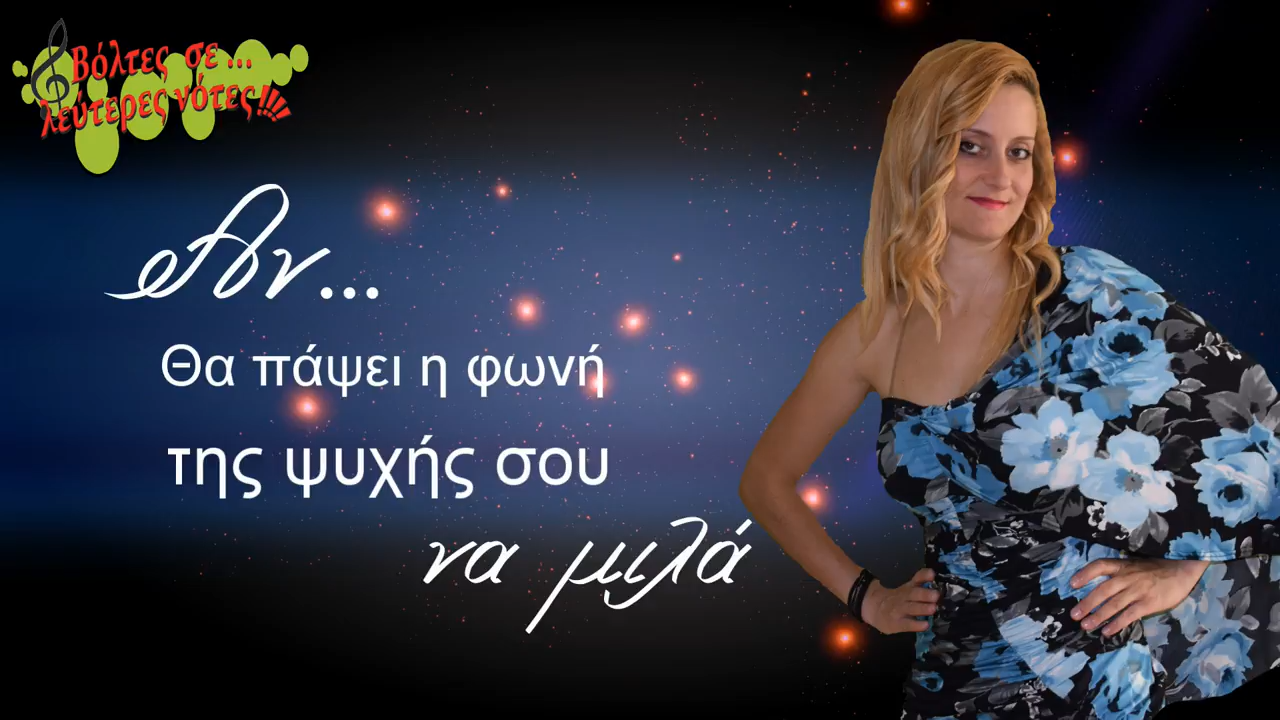 Βόλτες σε ...
λεύτερες νότες!!!
Αν...
Θα πάψει η φωνή
της ψυχής σου
να μιλά